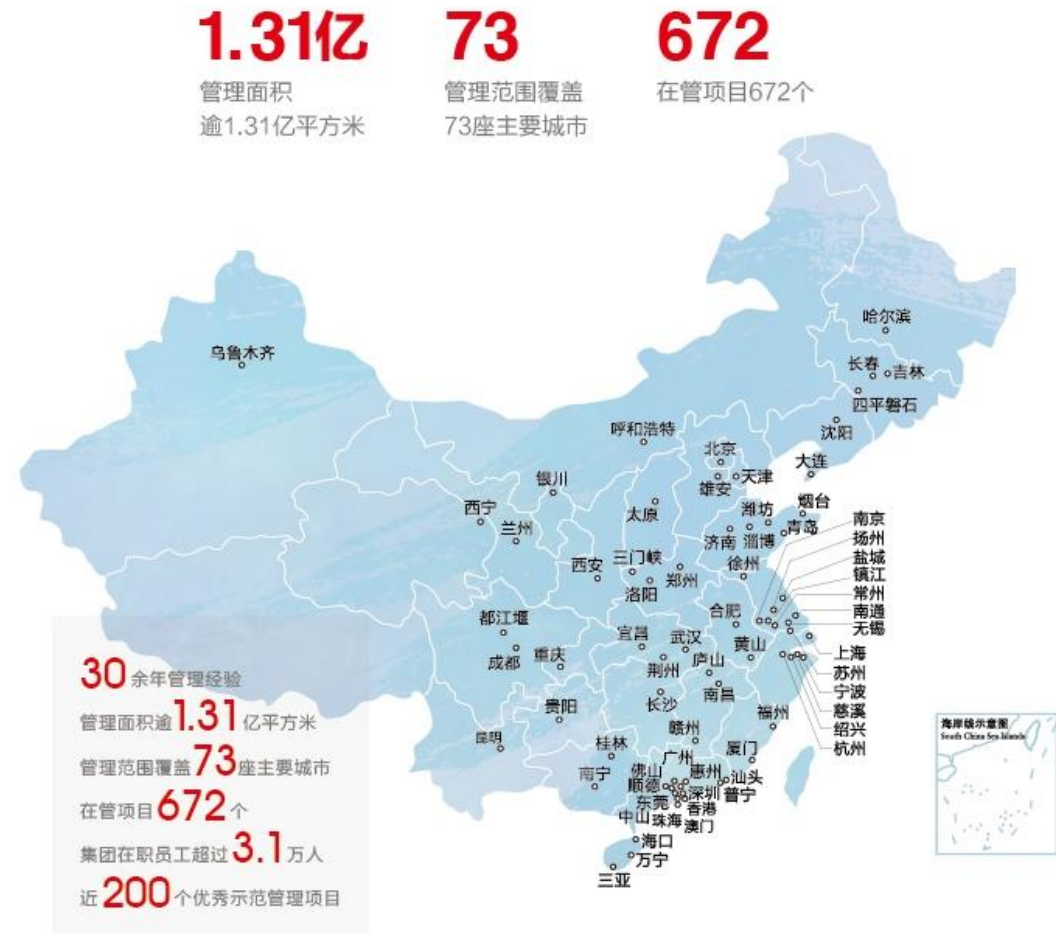 1.31亿
管理面积
逾1.31亿平方米
73
管理范围覆盖
73座主要城市
672
在管项目672个
哈尔滨
乌鲁木齐
长春
吉林
四平磐石
沈阳
呼和浩特
北京
大连
雄安
天津
银川
西宁
兰州
太原
潍坊
烟台
济南
淄博
青岛
南京
扬州
盐城
镇江
常州
南通
无锡
西安
三门峡
洛阳
郑州
徐州
合肥
都江堰
成都
重庆
宜昌
武汉
荆州
庐山
黄山
上海
苏州
宁波
慈溪
绍兴
杭州
贵阳
长沙
南昌
福州
昆明
赣州
桂林
南宁
广州
厦门
佛山
惠州
顺德
深圳
汕头
普宁
东莞
香港
中山
珠海
澳门
海口
万宁
三亚
30余年管理经验
管理面积逾1.31亿平方米
管理范围覆盖73座主要城市
在管项目672个
集团在职员工超过3.1万人
近200个优秀示范管理项目
海岸线示意图
South China Sea Islands